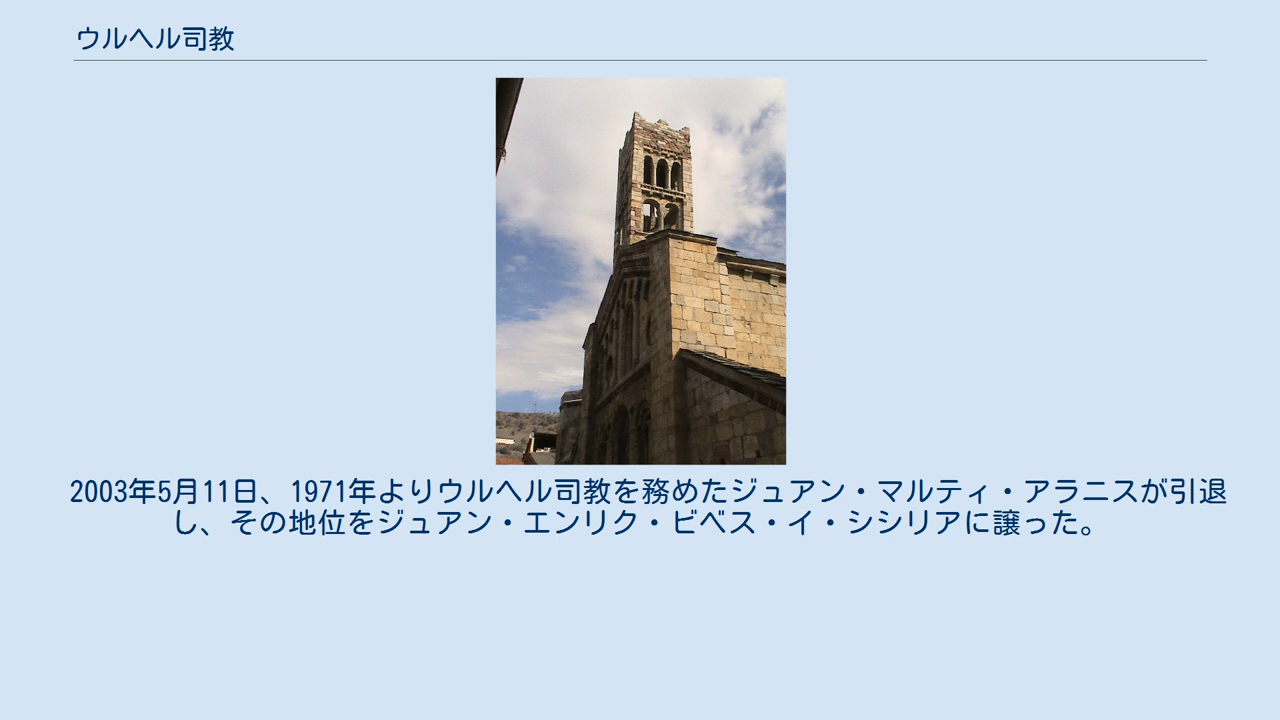 ウルヘル司教
2003年5月11日、1971年よりウルヘル司教を務めたジュアン・マルティ・アラニスが引退
し、その地位をジュアン・エンリク・ビベス・イ・シシリアに譲った。